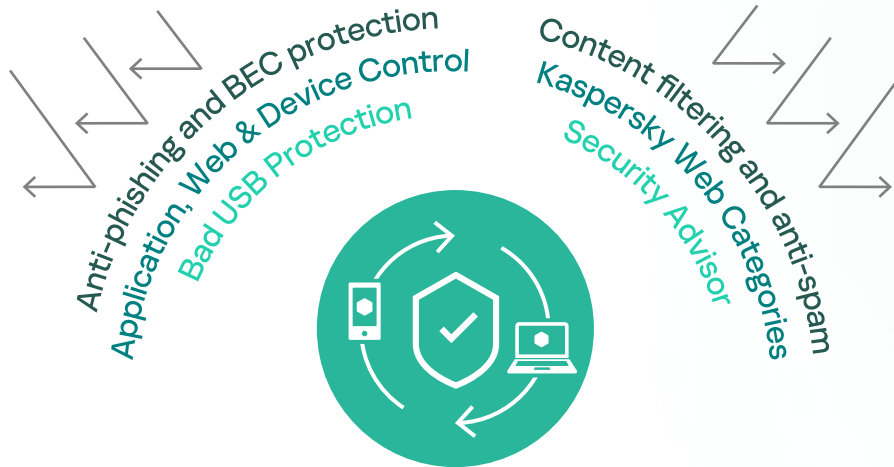 Anti-phishing and BEC protection
Application, Web & Device Control
Bad USB Protection
Content filtering and anti-spam
Kaspersky Web Categories
Security Advisor